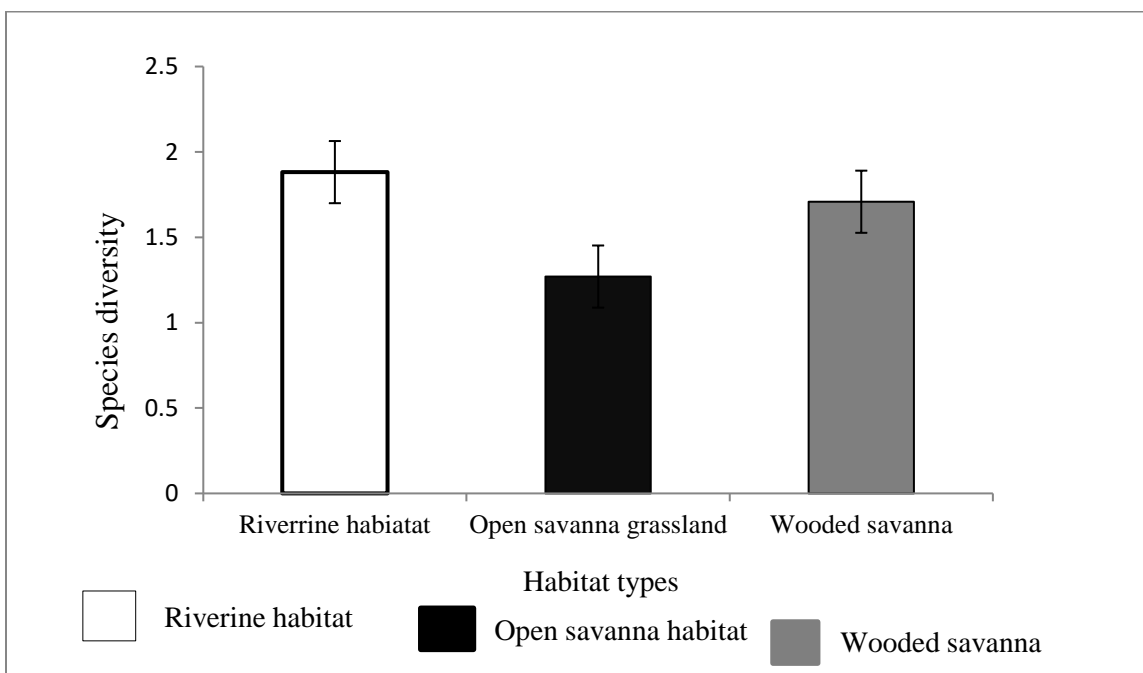 2.5
2
1.5
1
0.5
0
Species diversity
Riverrine habiatat
Open savanna grassland
Wooded savanna
Habitat types
Riverine habitat
Open savanna habitat
Wooded savanna